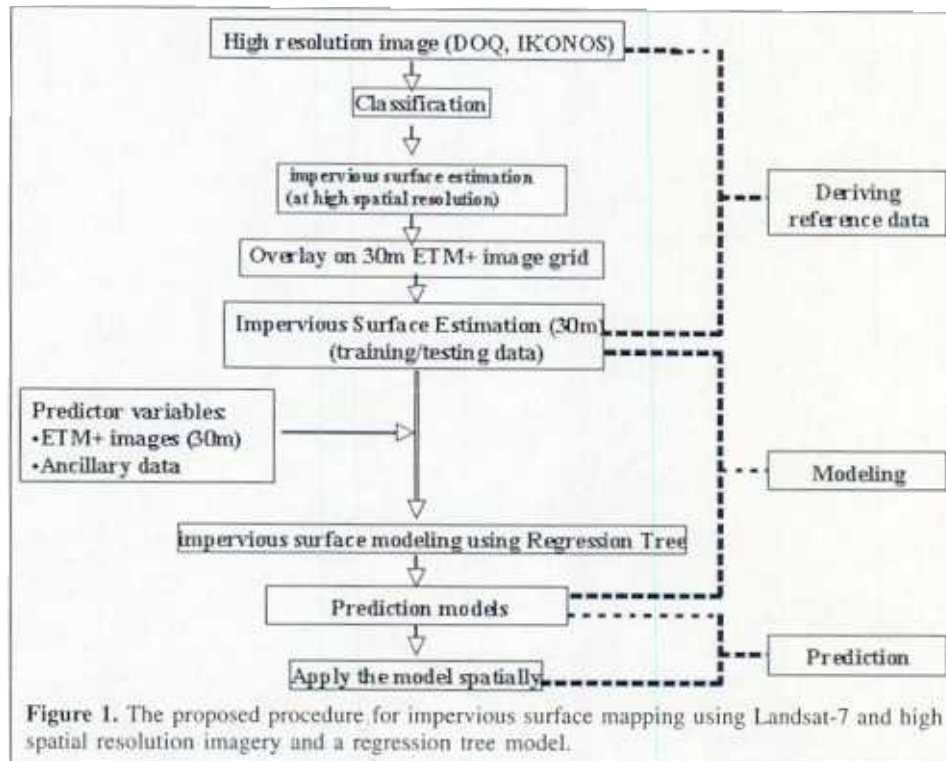 High resolution image (DOQ, IKONOS)
Classification
impervious surface estimation
(at high spatial resolution)
Overlay on 30m ETM+ image grid
Impervious Surface Estimation (30m)
(training/testing data)
Predictor variables:
•ETM+ images (30m)
•Ancillary data
impervious surface modeling using Regression Tree
Prediction models
Apply the model spatially
Deriving
reference data
Modeling
Prediction
Figure 1. The proposed procedure for impervious surface mapping using Landsat-7 and high
spatial resolution imagery and a regression tree model.